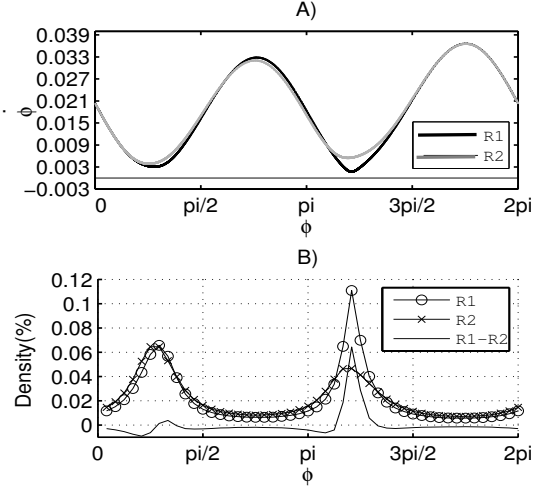 A)
0.039
0.033
0.027
0.021
0.015
0.009
0.003
−0.003
ϕ̇
R1
R2
0 pi/2 pi 3pi/2 2pi
ϕ
B)
0.12
0.1
0.08
0.06
0.04
0.02
0
Density(%)
R1
R2
R1−R2
0 pi/2 pi 3pi/2 2pi
ϕ